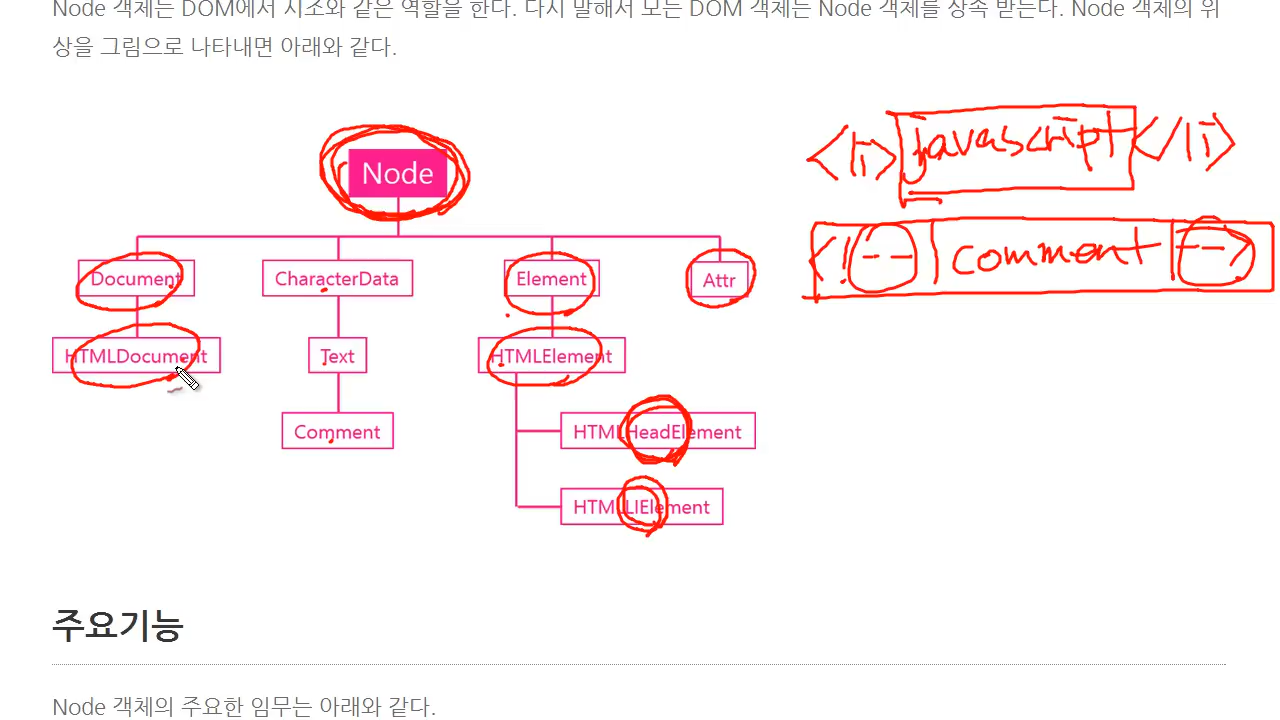 Node 객체는 DOM에서 시조와 같은 역할을 한다. 다시 말해서 모든 DOM 객체는 Node 객체를 상속 받는다. Node 객체의 위
상을 그림으로 나타내면 아래와 같다.
Node
<li>javascript</li>
<!-- comment -->
Document CharacterData Element Attr
HTMLDocument Text HTMLElement
Comment HTMLHeadElement
HTMLLIElement
주요기능
Node 객체의 주요한 임무는 아래와 같다.